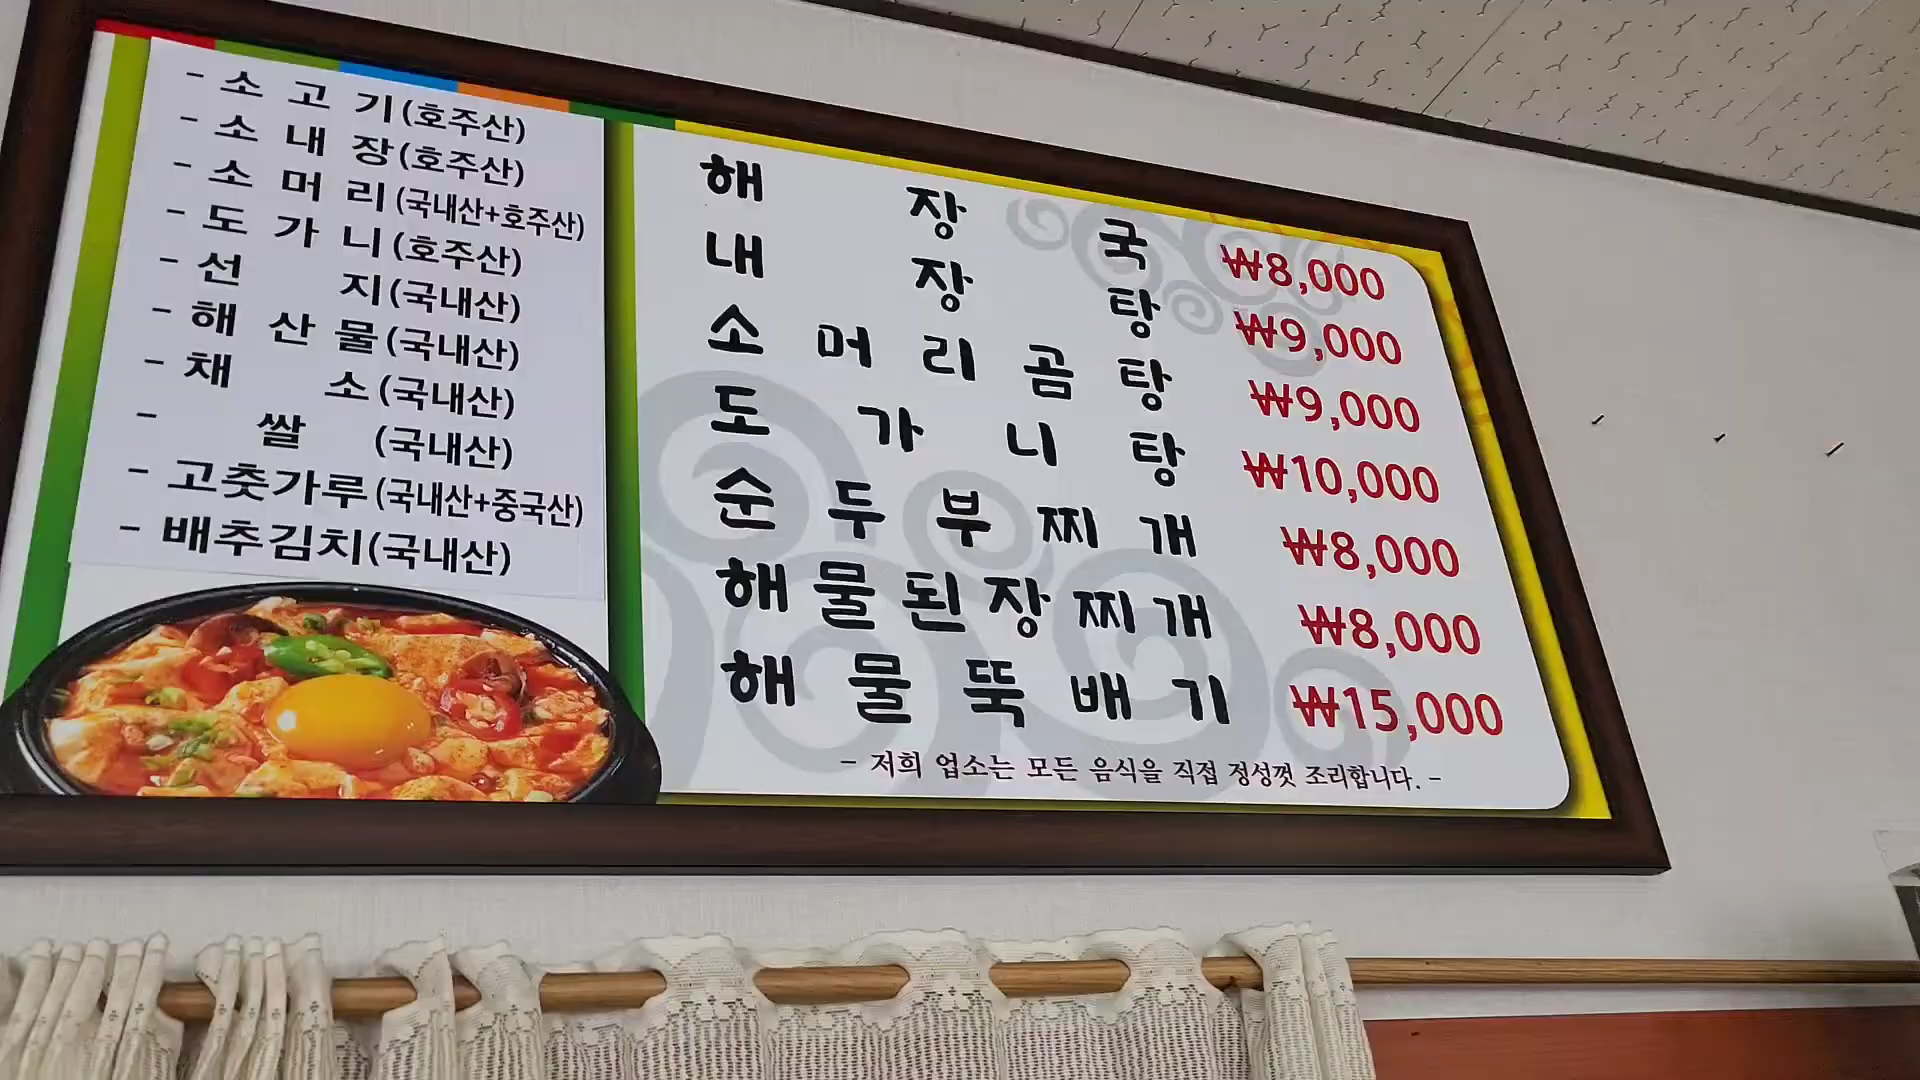 - 소 고 기(호주산)
- 소 내 장(호주산)
- 소 머 리(국내산+호주산)
- 도 가 니(호주산)
- 선 지(국내산)
- 해 산 물(국내산)
- 채 소(국내산)
- 쌀 (국내산)
- 고춧가루(국내산+중국산)
- 배추김치(국내산)
해 장 국 ₩8,000
내 장 탕 ₩9,000
소 머 리 곰 탕 ₩9,000
도 가 니 탕 ₩10,000
순 두 부 찌 개 ₩8,000
해 물 된 장 찌 개 ₩8,000
해 물 뚝 배 기 ₩15,000
- 저희 업소는 모든 음식을 직접 정성껏 조리합니다. -